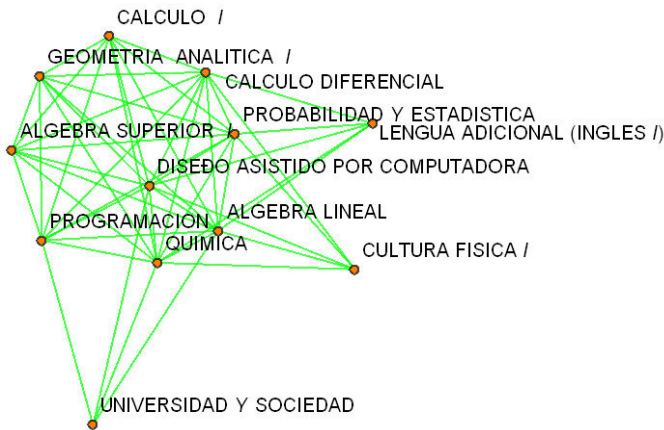 CALCULO I
GEOMETRIA ANALITICA I
CALCULO DIFERENCIAL
PROBABILIDAD Y ESTADISTICA
ALGEBRA SUPERIOR I
LENGUA ADICIONAL (INGLES I)
DISEÐO ASISTIDO POR COMPUTADORA
ALGEBRA LINEAL
PROGRAMACION
QUIMICA
CULTURA FISICA I
UNIVERSIDAD Y SOCIEDAD